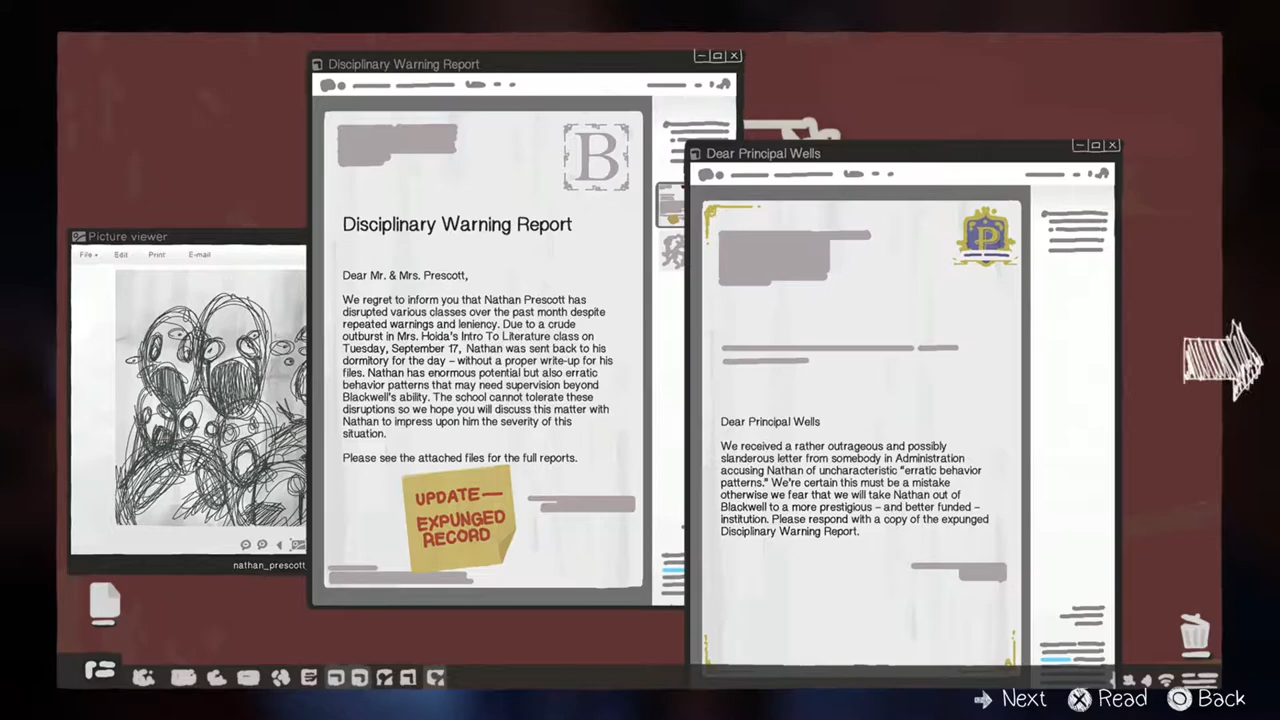 Disciplinary Warning Report
B
Disciplinary Warning Report
Dear Mr. & Mrs. Prescott,
We regret to inform you that Nathan Prescott has
disrupted various classes over the past month despite
repeated warnings and leniency. Due to a crude
outburst in Mrs. Hoida's Intro To Literature class on
Tuesday, September 17, Nathan was sent back to his
dormitory for the day – without a proper write-up for his
files. Nathan has enormous potential but also erratic
behavior patterns that may need supervision beyond
Blackwell's ability. The school cannot tolerate these
disruptions so we hope you will discuss this matter with
Nathan to impress upon him the severity of this
situation.
Please see the attached files for the full reports.
UPDATE—
EXPUNGED
RECORD
Dear Principal Wells
P
Dear Principal Wells
We received a rather outrageous and possibly
slanderous letter from somebody in Administration
accusing Nathan of uncharacteristic "erratic behavior
patterns." We're certain this must be a mistake
otherwise we fear that we will take Nathan out of
Blackwell to a more prestigious – and better funded –
institution. Please respond with a copy of the expunged
Disciplinary Warning Report.
Picture viewer
File Edit Print E-mail
nathan_prescott_
Next Read Back